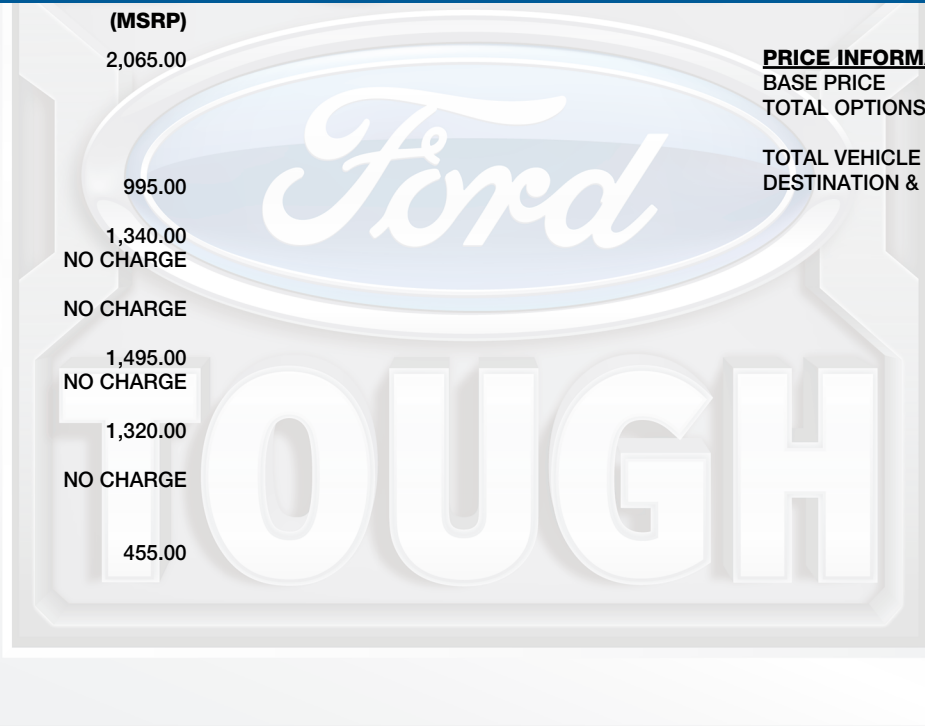 (MSRP)
2,065.00
995.00
1,340.00
NO CHARGE
NO CHARGE
1,495.00
NO CHARGE
1,320.00
NO CHARGE
455.00
PRICE INFORMA
BASE PRICE
TOTAL OPTIONS
TOTAL VEHICLE
DESTINATION &
Ford
TOUGH